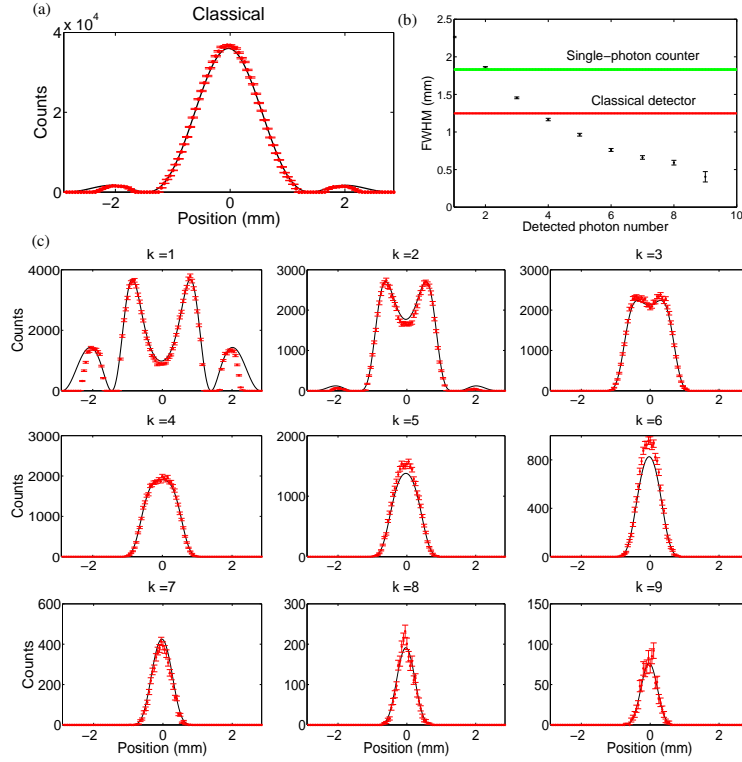 (a)
Classical
x 10⁴
4
2
0
Counts
−2 0 2
Position (mm)
(b)
2.5
2
1.5
1
0.5
0
FWHM (mm)
Single−photon counter
Classical detector
2 4 6 8 10
Detected photon number
(c)
k =1
4000
2000
0
Counts
−2 0 2
k =2
3000
2000
1000
0
−2 0 2
k =3
3000
2000
1000
0
−2 0 2
k =4
3000
2000
1000
0
Counts
−2 0 2
k =5
2000
1000
0
−2 0 2
k =6
800
400
0
−2 0 2
k =7
600
400
200
0
Counts
−2 0 2
Position (mm)
k =8
300
200
100
0
−2 0 2
Position (mm)
k =9
150
100
50
0
−2 0 2
Position (mm)